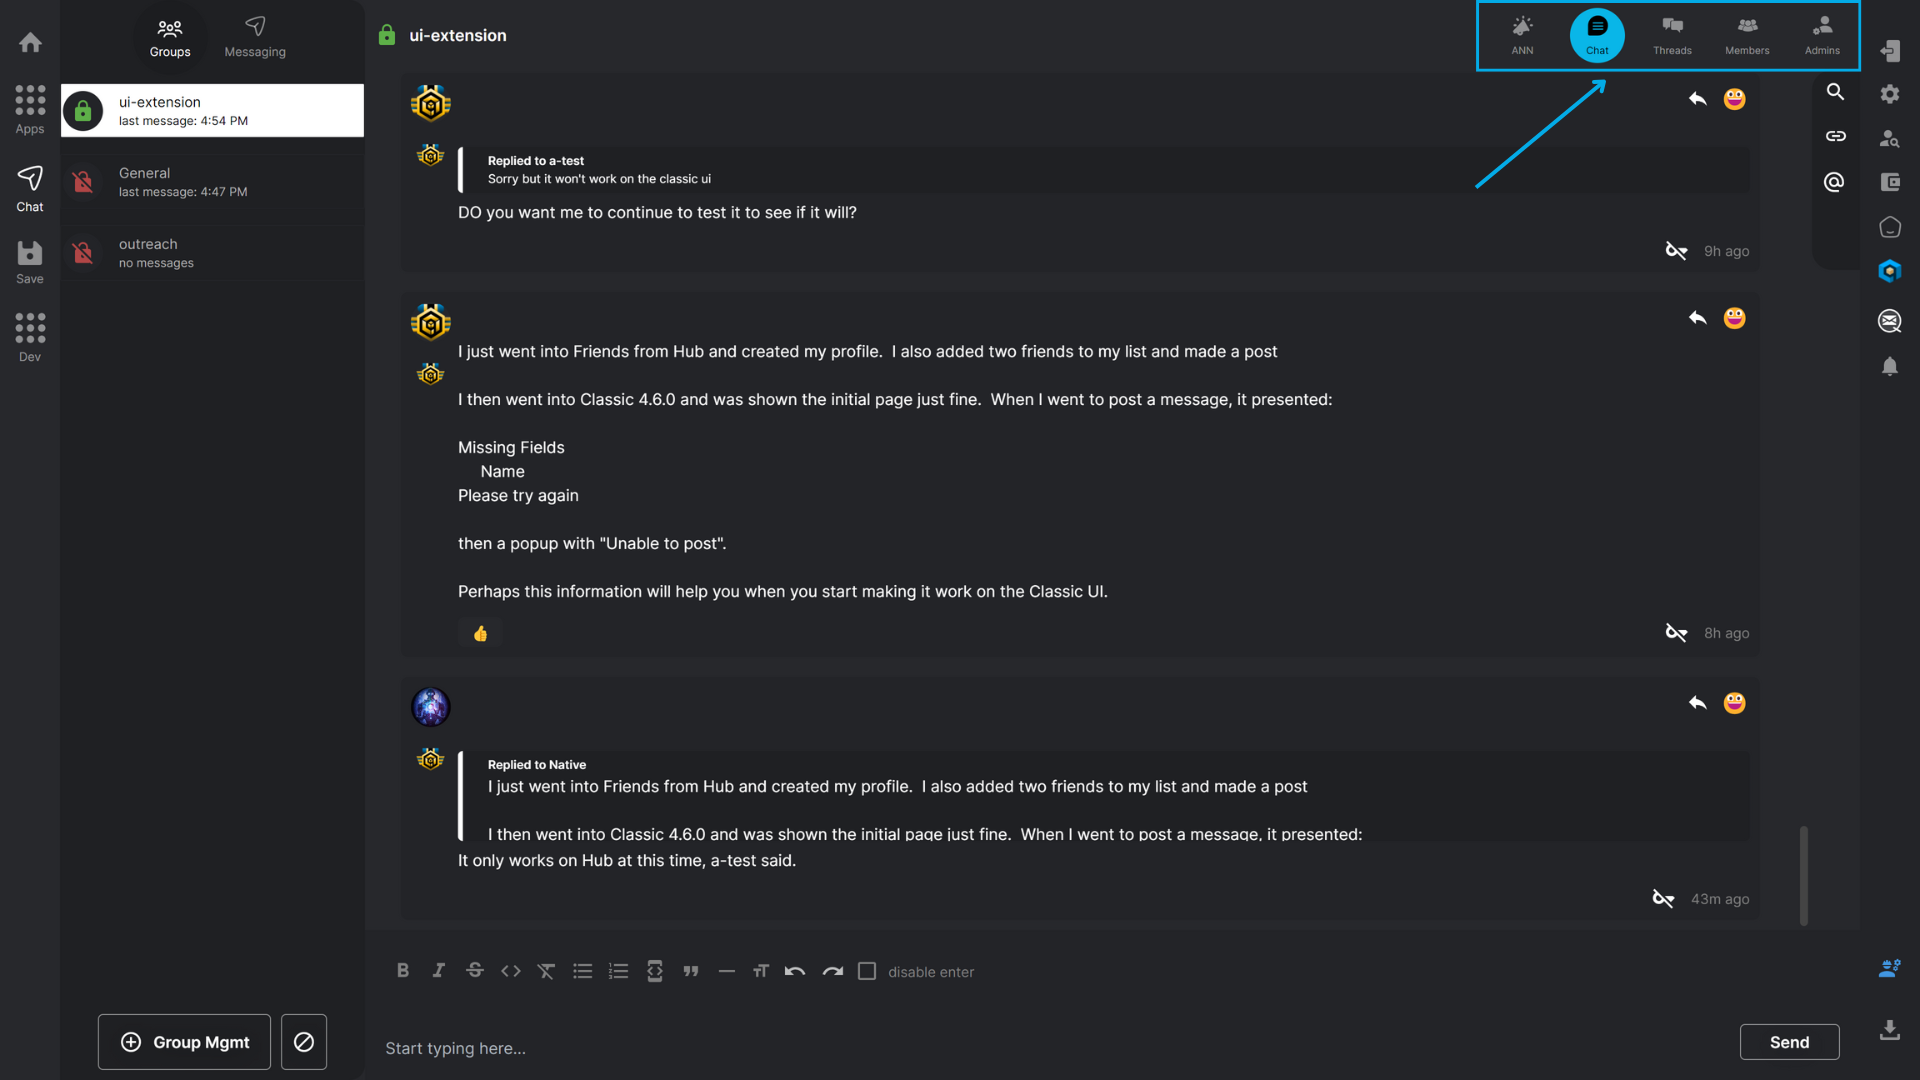 Groups
Messaging
ui-extension
ANN
Chat
Threads
Members
Admins
Apps
Chat
Save
Dev
ui-extension
last message: 4:54 PM
General
last message: 4:47 PM
outreach
no messages
Replied to a-test
Sorry but it won't work on the classic ui
DO you want me to continue to test it to see if it will?
9h ago
I just went into Friends from Hub and created my profile.  I also added two friends to my list and made a post
I then went into Classic 4.6.0 and was shown the initial page just fine.  When I went to post a message, it presented:
Missing Fields
Name
Please try again
then a popup with "Unable to post".
Perhaps this information will help you when you start making it work on the Classic UI.
8h ago
Replied to Native
I just went into Friends from Hub and created my profile.  I also added two friends to my list and made a post
I then went into Classic 4.6.0 and was shown the initial page just fine.  When I went to post a message, it presented:
It only works on Hub at this time, a-test said.
43m ago
disable enter
Group Mgmt
Start typing here...
Send